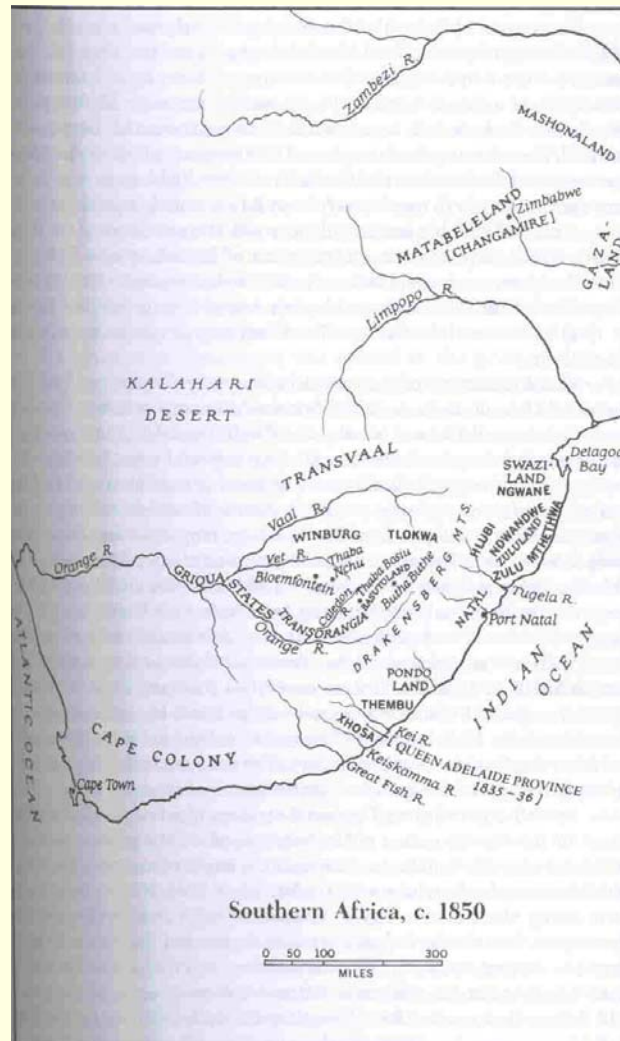 Zambezi R.
MASHONALAND
Zimbabwe
MATABELELAND
[CHANGAMIRE]
GAZA-
LAND
Limpopo R.
KALAHARI
DESERT
Delagoa
Bay
TRANSVAAL
SWAZI-
LAND
NGWANE
Vaal R.
WINBURG
TLOKWA
HLUBI
NDWANDWE
ZULULAND
ZULU
MTHETHWA
Orange R.
Vet R.
Thaba
Nchu
Bloemfontein
GRIQUA STATES
TRANSORANGIA
Caledon
R.
Thaba Basiu
BASUTOLAND
Butha Buthe
DRAKENSBERG MTS
NATAL
Tugela R.
Port Natal
Orange R.
ATLANTIC OCEAN
INDIAN OCEAN
PONDO
LAND
THEMBU
XHOSA
Kei R.
[QUEEN ADELAIDE PROVINCE
1835-36]
Keiskamma R.
Great Fish R.
CAPE COLONY
Cape Town
Southern Africa, c. 1850
0 50 100 300
MILES